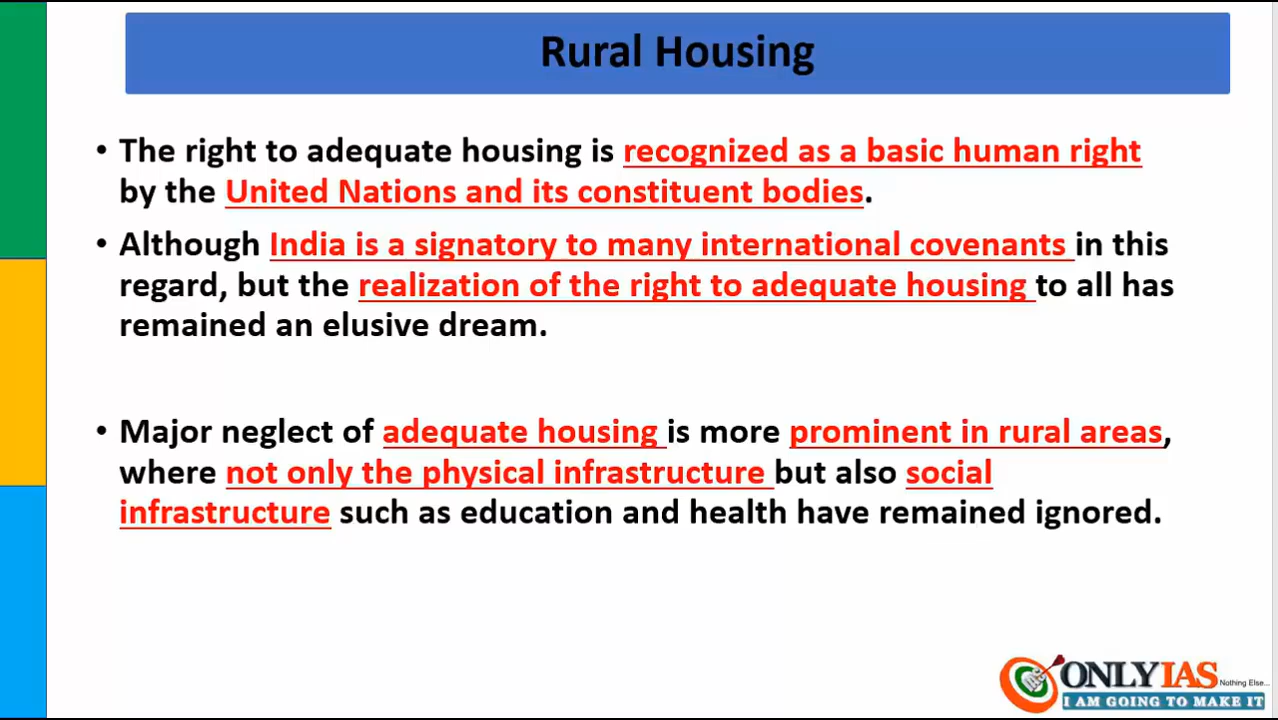 Rural Housing
• The right to adequate housing is recognized as a basic human right
by the United Nations and its constituent bodies.
• Although India is a signatory to many international covenants in this
regard, but the realization of the right to adequate housing to all has
remained an elusive dream.
• Major neglect of adequate housing is more prominent in rural areas,
where not only the physical infrastructure but also social
infrastructure such as education and health have remained ignored.
ONLYIAS Nothing Else...
I AM GOING TO MAKE IT